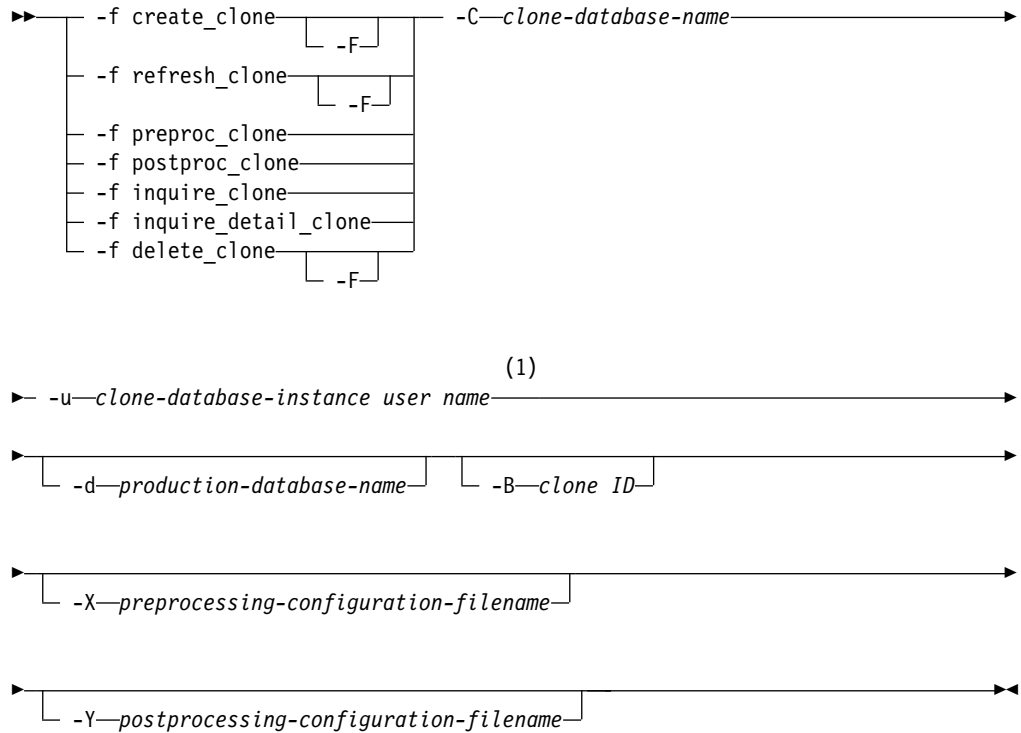 -f create_clone -F -C clone-database-name
-f refresh_clone -F
-f preproc_clone
-f postproc_clone
-f inquire_clone
-f inquire_detail_clone
-f delete_clone -F
(1)
-u clone-database-instance user name
-d production-database-name -B clone ID
-X preprocessing-configuration-filename
-Y postprocessing-configuration-filename